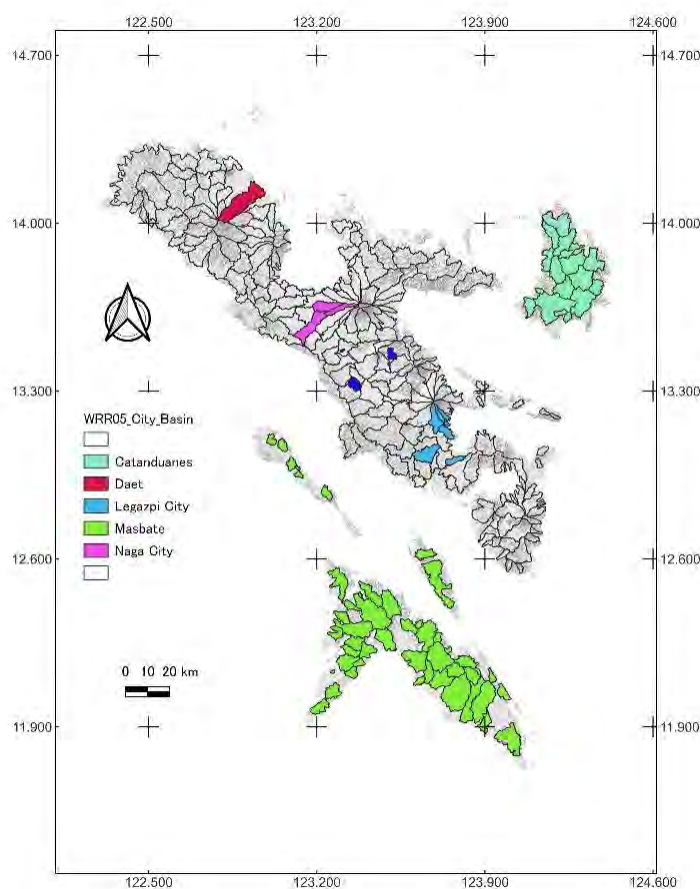 122.500 123.200 123.900 124.600
14.700 14.700
14.000 14.000
13.300 13.300
WRR05_City_Basin
Catanduanes
Daet
Legazpi City
Masbate
Naga City
12.600 12.600
0 10 20 km
11.900 11.900
122.500 123.200 123.900 124.600